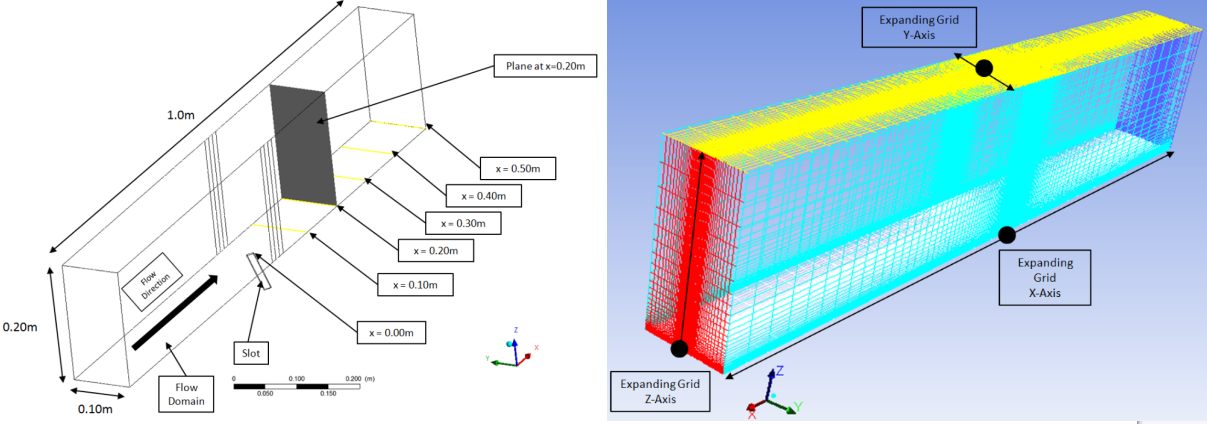 1.0m
Plane at x=0.20m
x = 0.50m
x = 0.40m
x = 0.30m
x = 0.20m
x = 0.10m
x = 0.00m
Flow
Direction
0.20m
0.10m
Flow
Domain
Slot
0
0.100
0.200 (m)
0.050
0.150
Z
Y
X
Expanding Grid
Y-Axis
Expanding
Grid
X-Axis
Expanding Grid
Z-Axis
Z
X
Y